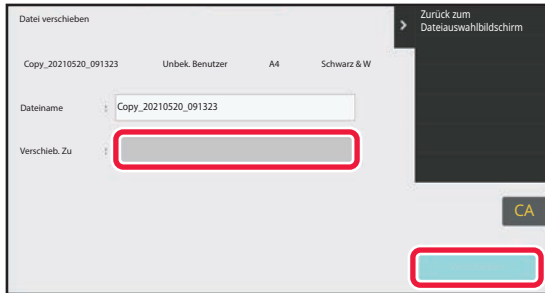 Datei verschieben
Zurück zum
Dateiauswahlbildschirm
Copy_20210520_091323 Unbek. Benutzer A4 Schwarz & W
Dateiname : Copy_20210520_091323
Verschieb. Zu :
CA